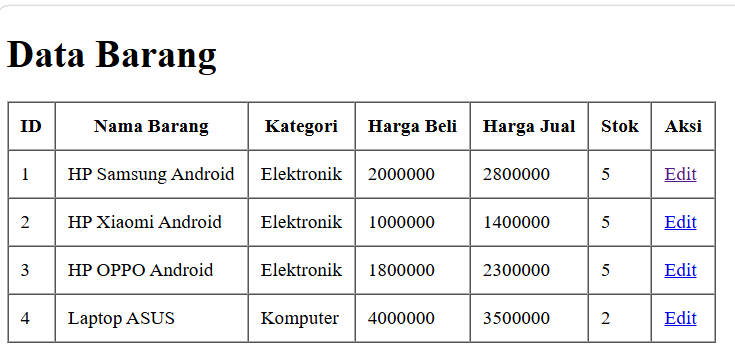 Data Barang
ID Nama Barang Kategori Harga Beli Harga Jual Stok Aksi
1 HP Samsung Android Elektronik 2000000 2800000 5 Edit
2 HP Xiaomi Android Elektronik 1000000 1400000 5 Edit
3 HP OPPO Android Elektronik 1800000 2300000 5 Edit
4 Laptop ASUS Komputer 4000000 3500000 2 Edit